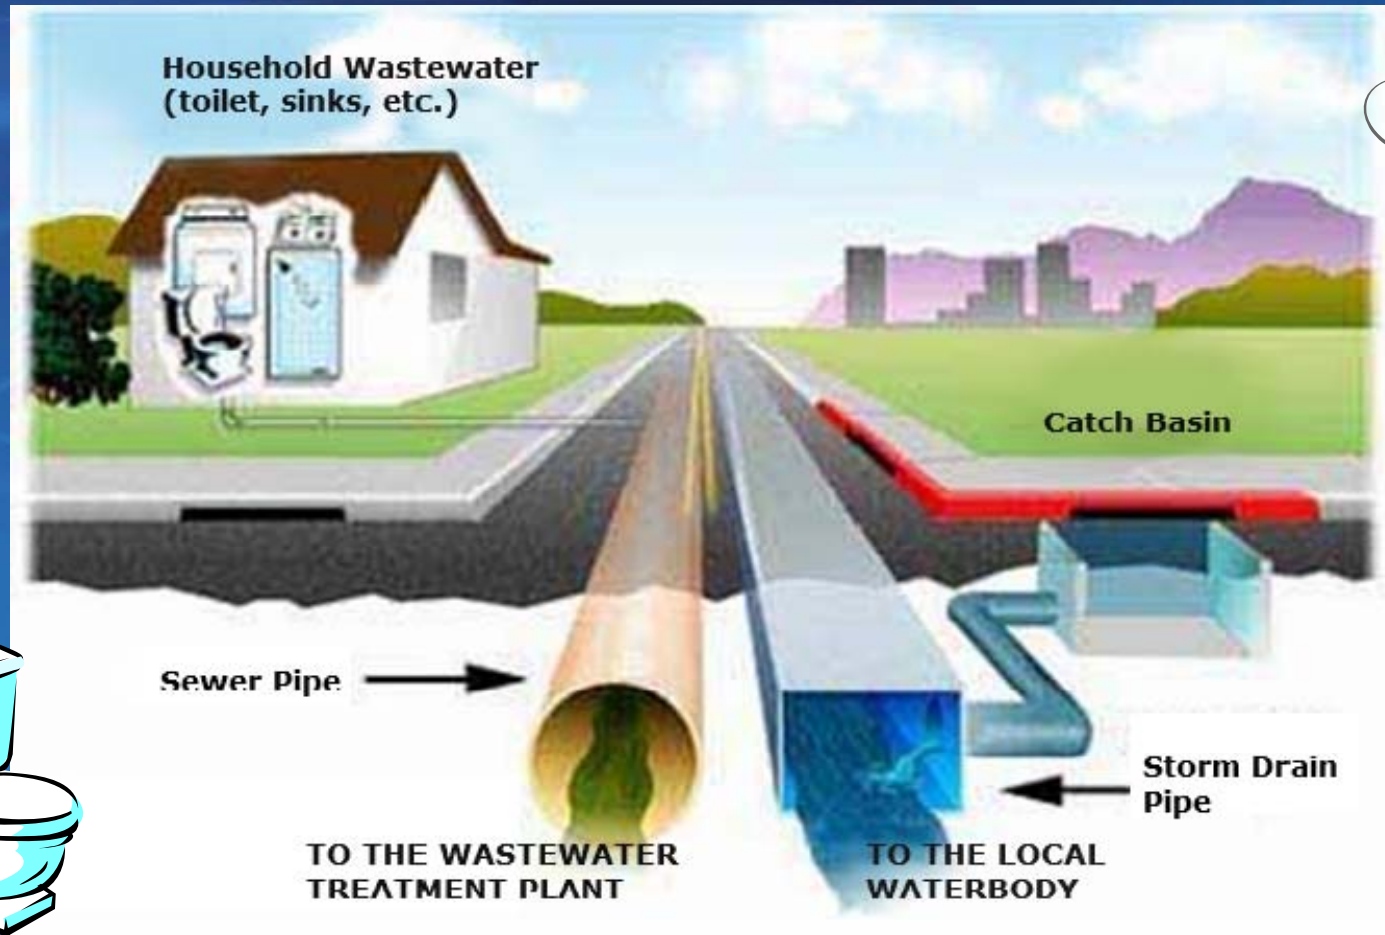 Household Wastewater
(toilet, sinks, etc.)
Catch Basin
Sewer Pipe
Storm Drain
Pipe
TO THE WASTEWATER
TREATMENT PLANT
TO THE LOCAL
WATERBODY